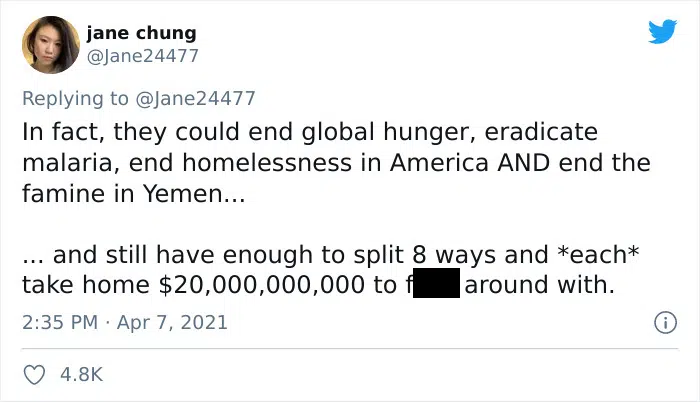 jane chung
@Jane24477
Replying to @Jane24477
In fact, they could end global hunger, eradicate
malaria, end homelessness in America AND end the
famine in Yemen...
... and still have enough to split 8 ways and *each*
take home $20,000,000,000 to f around with.
2:35 PM · Apr 7, 2021
4.8K